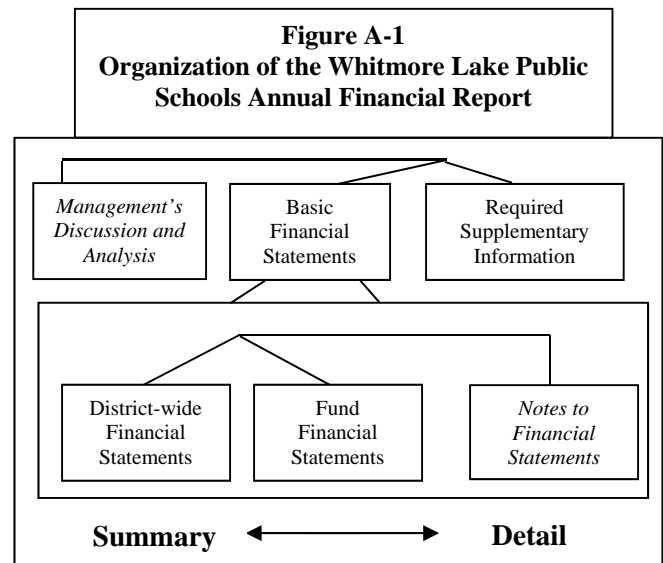 Figure A-1
Organization of the Whitmore Lake Public
Schools Annual Financial Report
Management's
Discussion and
Analysis
Basic
Financial
Statements
Required
Supplementary
Information
District-wide
Financial
Statements
Fund
Financial
Statements
Notes to
Financial
Statements
Summary
Detail